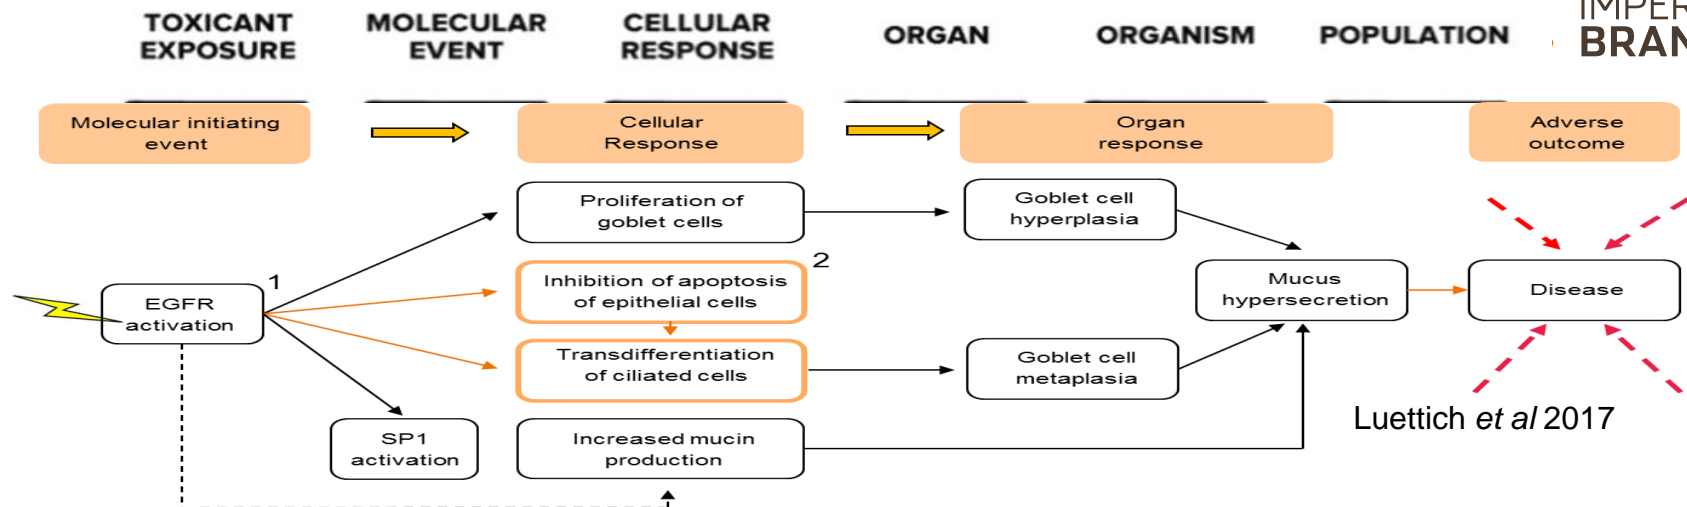 TOXICANT
EXPOSURE
MOLECULAR
EVENT
CELLULAR
RESPONSE
ORGAN
ORGANISM
POPULATION
Molecular initiating
event
Cellular
Response
Organ
response
Adverse
outcome
Proliferation of
goblet cells
Goblet cell
hyperplasia
1
EGFR
activation
Inhibition of apoptosis
of epithelial cells
2
Mucus
hypersecretion
Disease
Transdifferentiation
of ciliated cells
Goblet cell
metaplasia
SP1
activation
Increased mucin
production
Luettich et al 2017